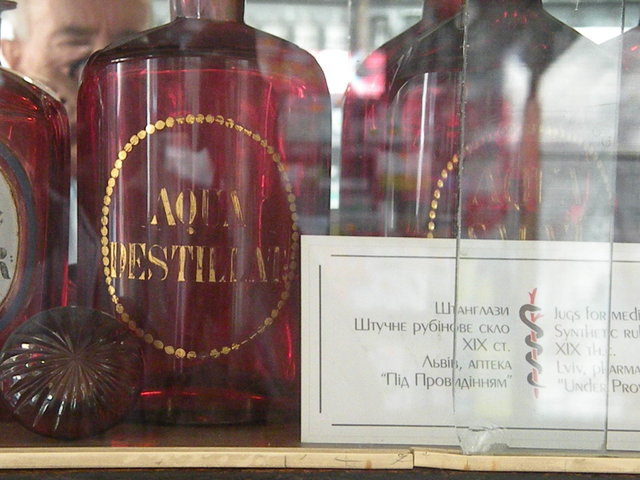 AQUA
DESTILLAT
Штанглази
Штучне рубінове скло
XIX ст.
Львів, аптека
"Під Провидінням"
Jugs for medi
Synthetic ru
XIX th.c.
Lviv, pharma
"Under Pro